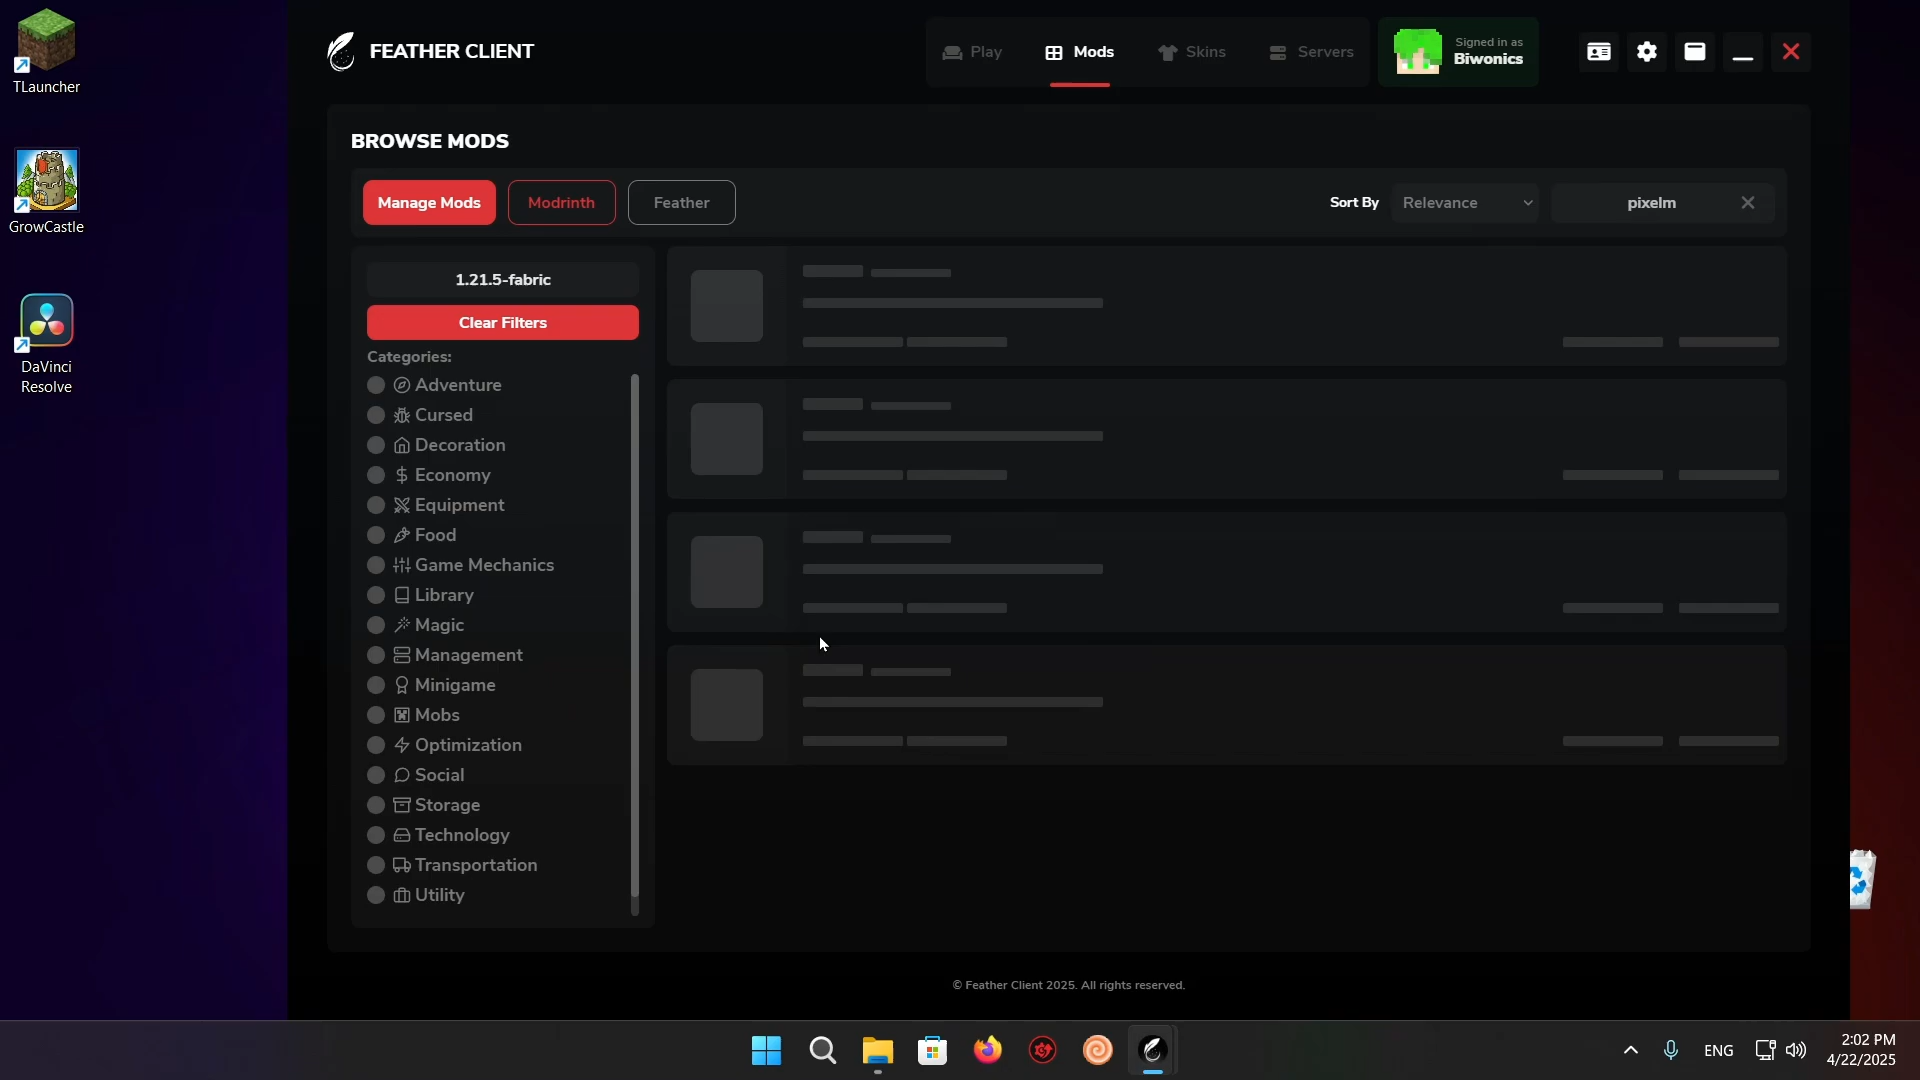 TLauncher
GrowCastle
DaVinci
Resolve
FEATHER CLIENT
Play
Mods
Skins
Servers
Signed in as
Biwonics
BROWSE MODS
Manage Mods
Modrinth
Feather
Sort By
Relevance
pixelm
1.21.5-fabric
Clear Filters
Categories:
Adventure
Cursed
Decoration
Economy
Equipment
Food
Game Mechanics
Library
Magic
Management
Minigame
Mobs
Optimization
Social
Storage
Technology
Transportation
Utility
© Feather Client 2025. All rights reserved.
ENG
2:02 PM
4/22/2025